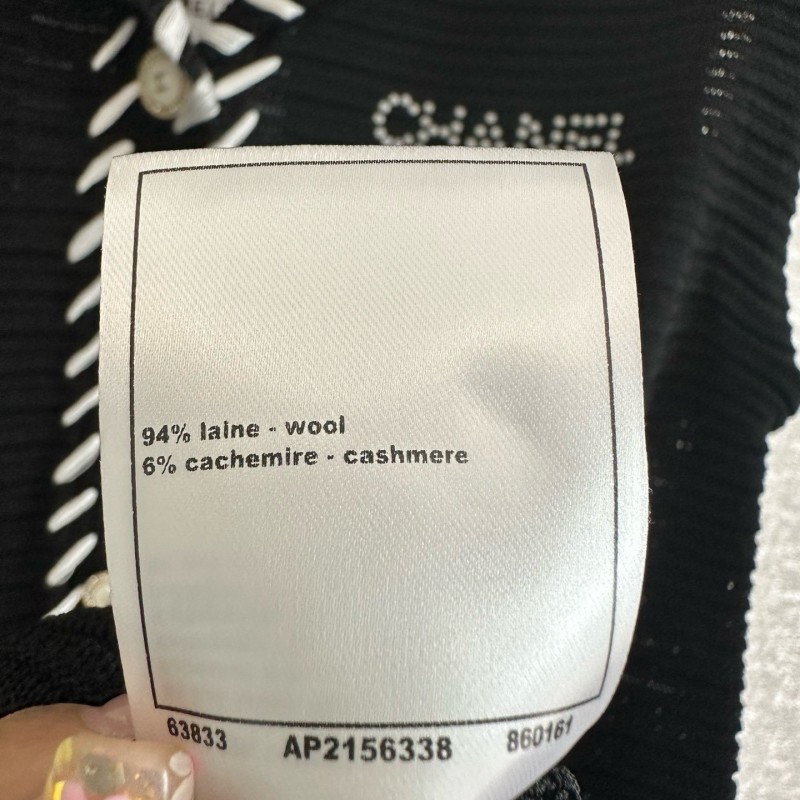 CHANEL
94% laine - wool
6% cachemire - cashmere
63833 AP2156338 860161